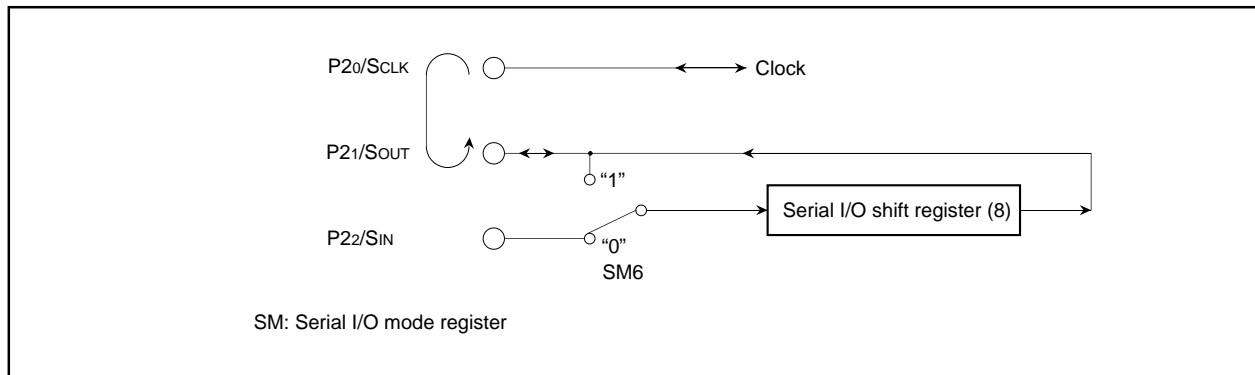 P20/SCLK
Clock
P21/SOUT
“1”
Serial I/O shift register (8)
P22/SIN
“0”
SM6
SM: Serial I/O mode register